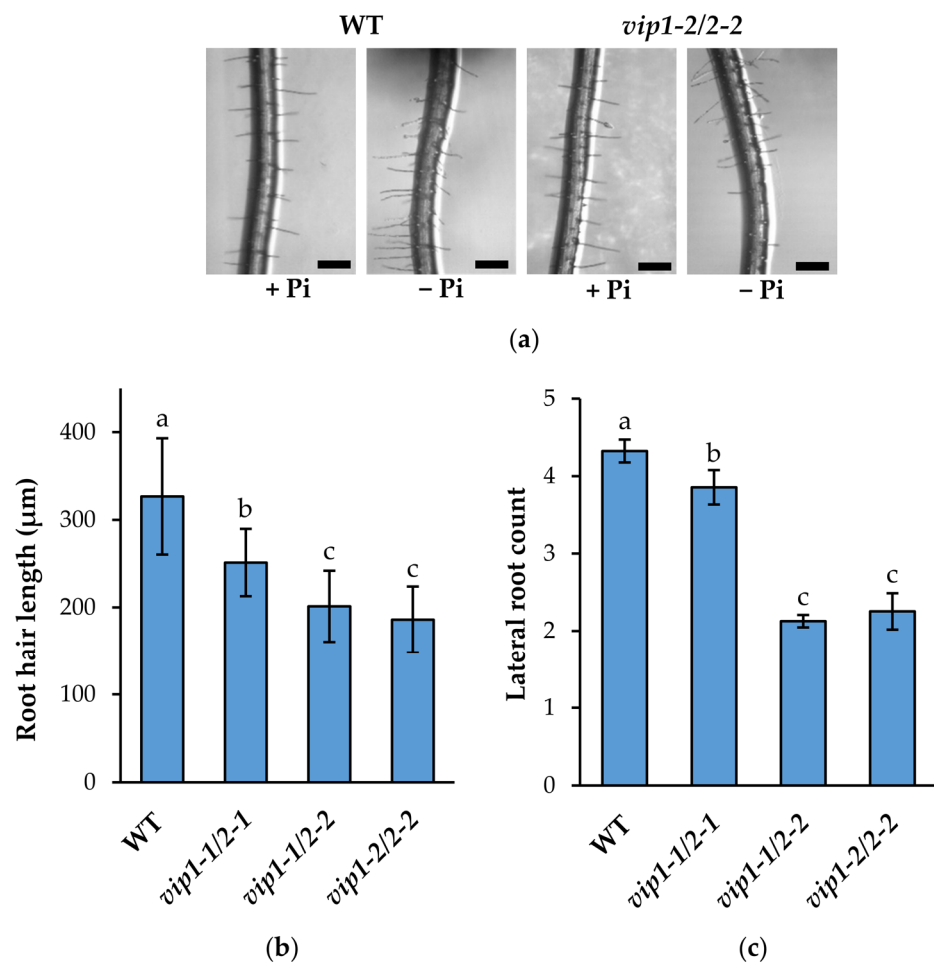 WT vip1-2/2-2
+ Pi − Pi + Pi − Pi
(a)
Root hair length (µm)
400
300
200
100
0
a
b
c
c
WT
vip1-1/2-1
vip1-1/2-2
vip1-2/2-2
(b)
Lateral root count
5
4
3
2
1
0
a
b
c
c
WT
vip1-1/2-1
vip1-1/2-2
vip1-2/2-2
(c)